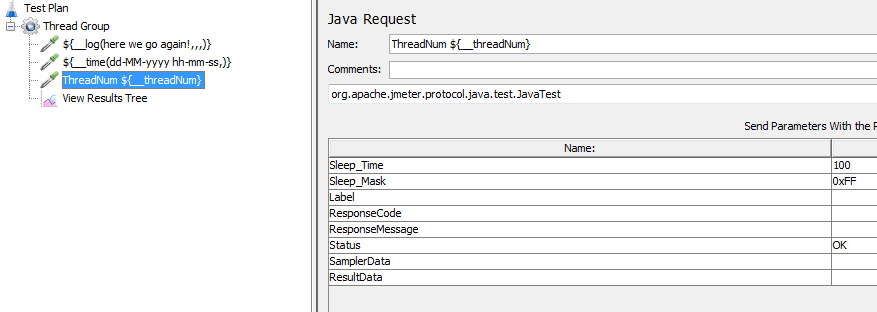 Test Plan
Thread Group
${__log(here we go again!,,,)}
${__time(dd-MM-yyyy hh-mm-ss,)}
ThreadNum ${__threadNum}
View Results Tree
Java Request
Name: ThreadNum ${__threadNum}
Comments:
org.apache.jmeter.protocol.java.test.JavaTest
Send Parameters With the
Name:
Sleep_Time 100
Sleep_Mask 0xFF
Label
ResponseCode
ResponseMessage
Status OK
SamplerData
ResultData